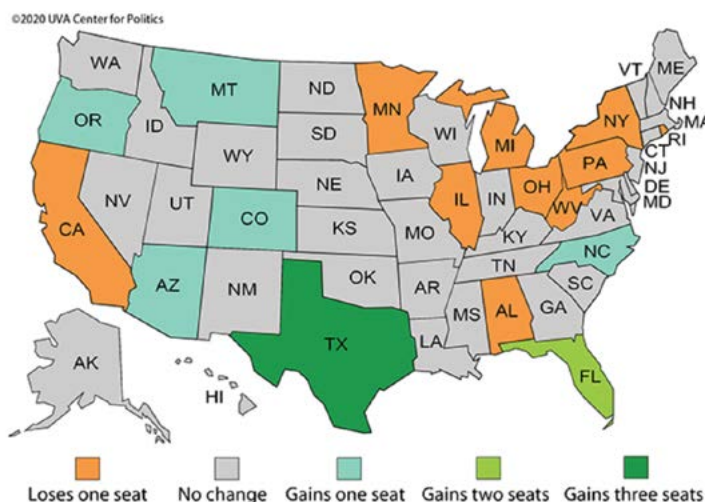 ©2020 UVA Center for Politics
WA
MT
ND
MN
VT
ME
OR
ID
SD
WI
MI
NY
NH
MA
RI
CT
NJ
DE
MD
WY
IA
PA
NE
NV
UT
CO
IL
IN
OH
WV
VA
CA
KS
MO
KY
NC
TN
AZ
NM
OK
AR
SC
MS
AL
GA
TX
LA
FL
AK
HI
Loses one seat
No change
Gains one seat
Gains two seats
Gains three seats